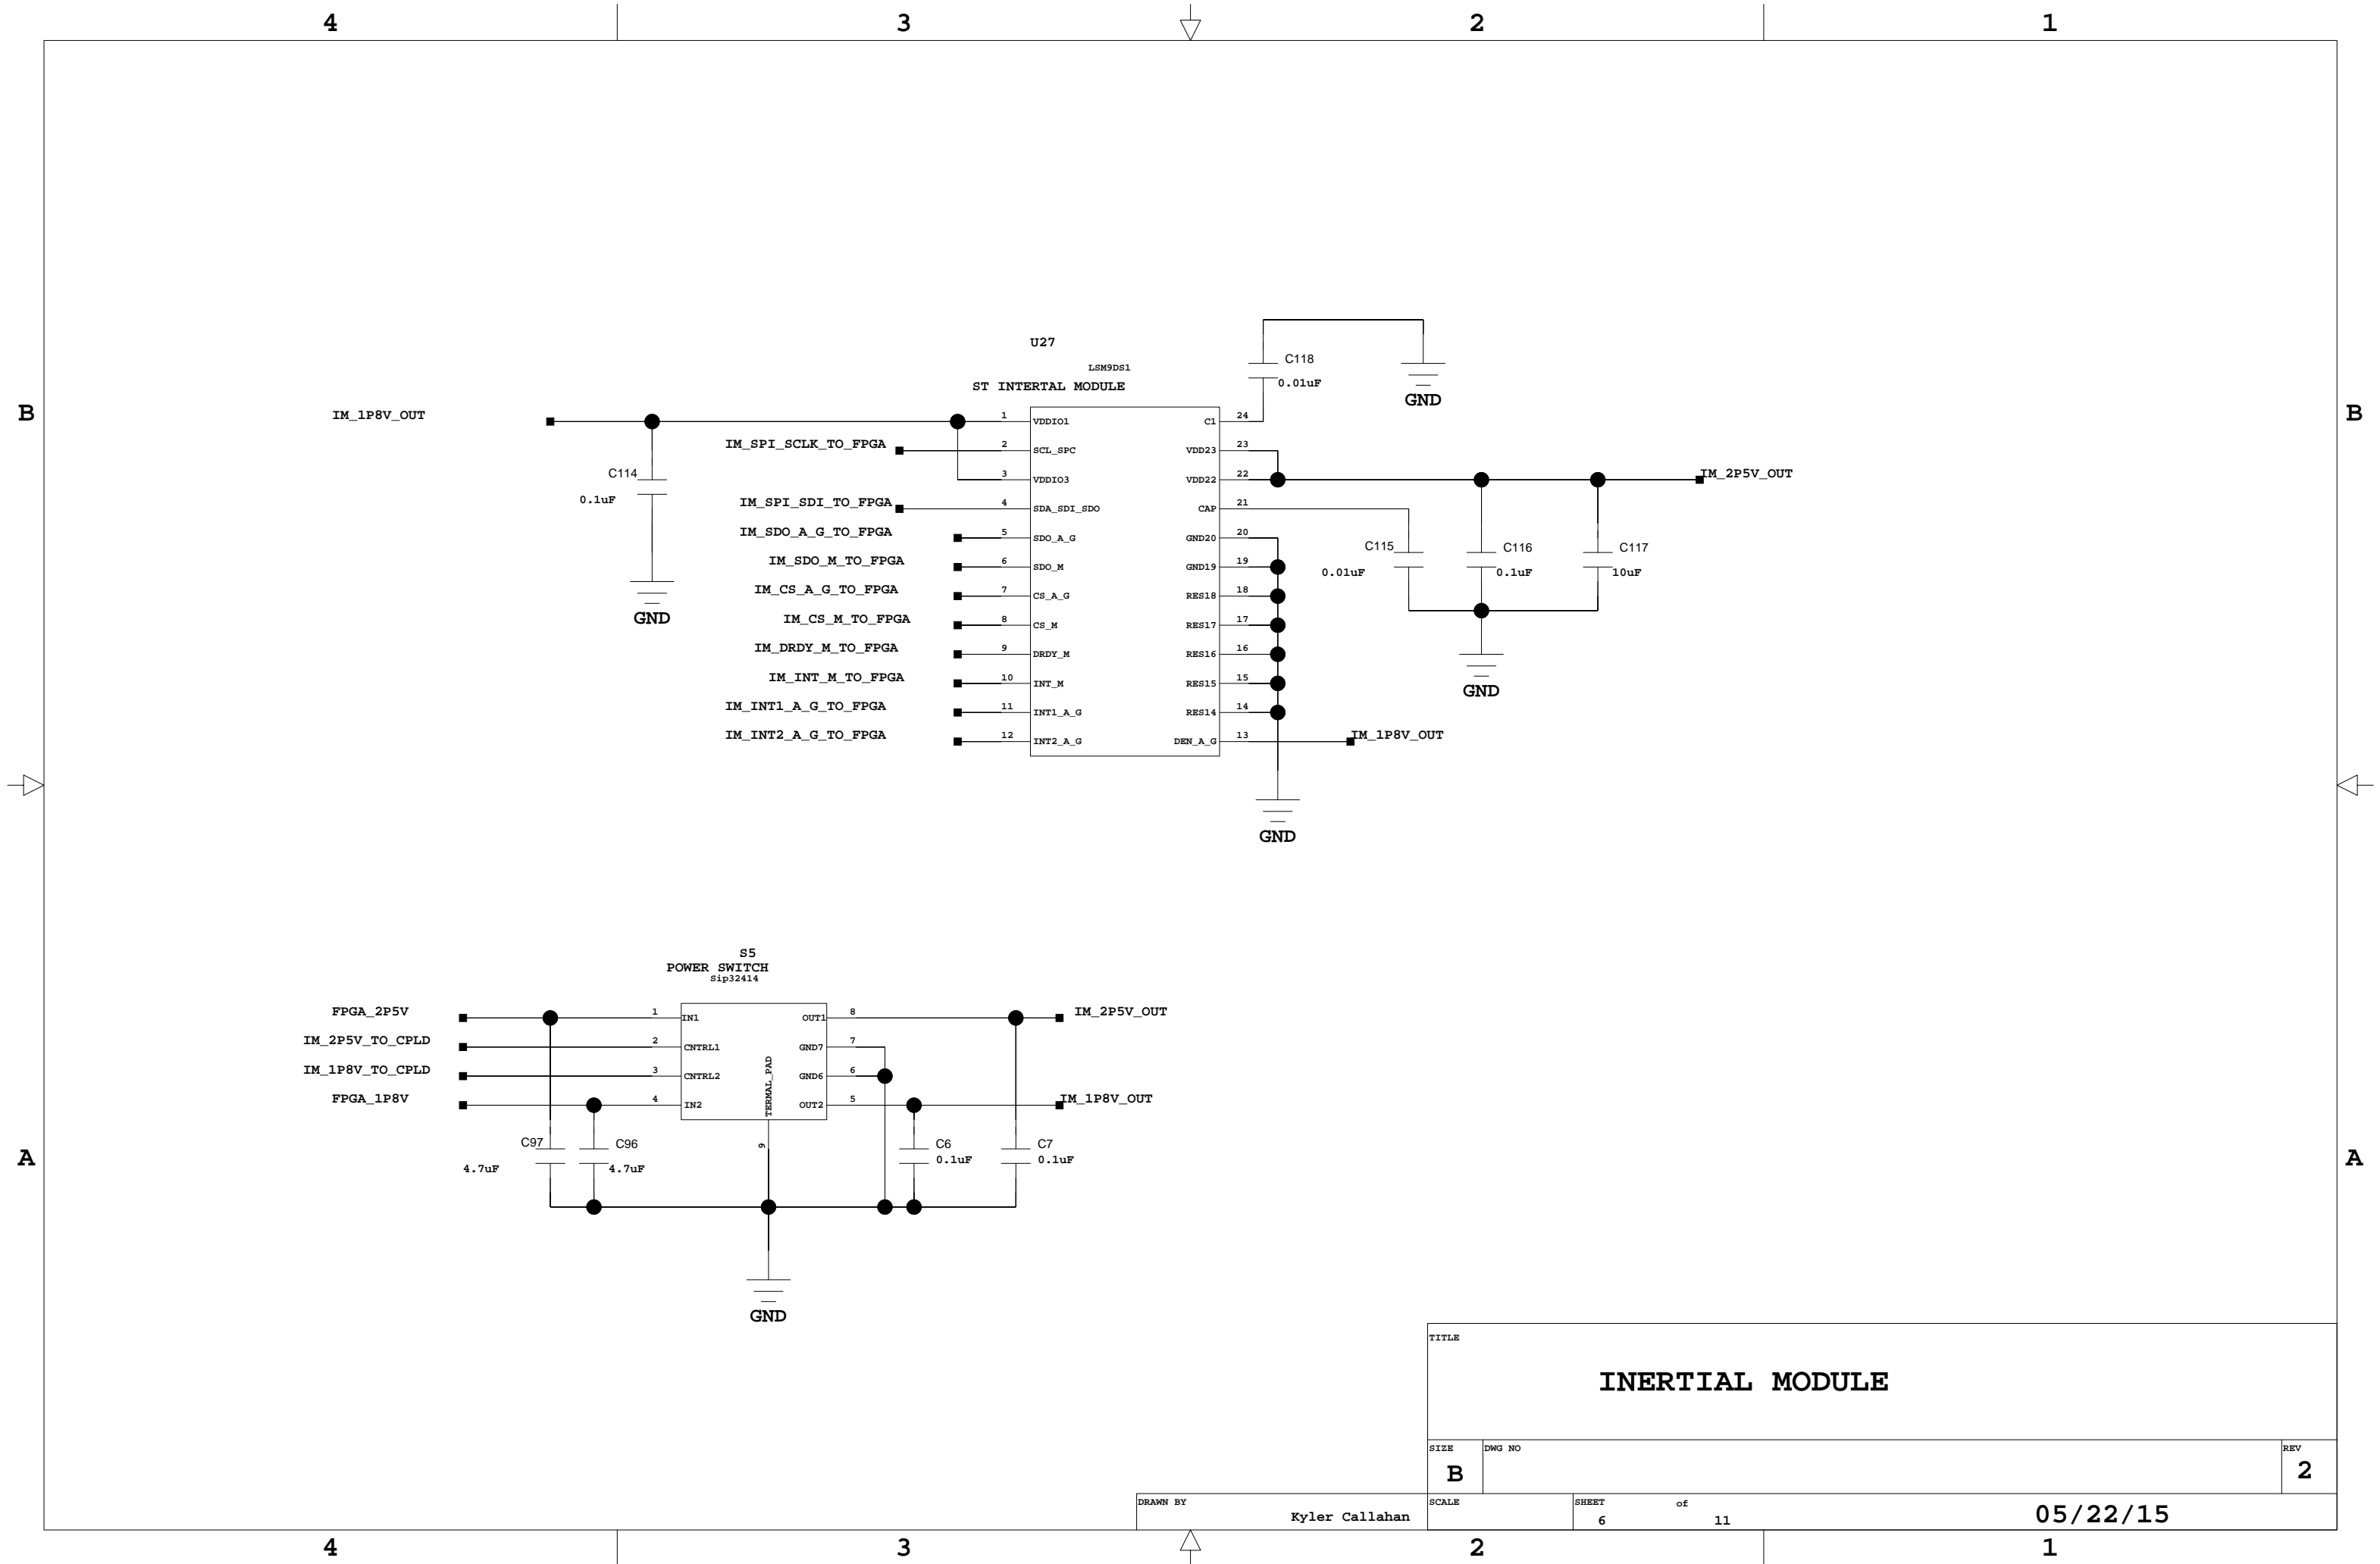 4 3 2 1
U27
LSM9DS1
ST INTERTAL MODULE
C118
0.01uF
GND
B
B
IM_1P8V_OUT
1 VDDIO1 C1 24
IM_SPI_SCLK_TO_FPGA 2 SCL_SPC VDD23 23
C114
0.1uF
GND
3 VDDIO3 VDD22 22 IM_2P5V_OUT
IM_SPI_SDI_TO_FPGA 4 SDA_SDI_SDO CAP 21
IM_SDO_A_G_TO_FPGA 5 SDO_A_G GND20 20
IM_SDO_M_TO_FPGA 6 SDO_M GND19 19
C115
0.01uF
C116
0.1uF
C117
10uF
IM_CS_A_G_TO_FPGA 7 CS_A_G RES18 18
IM_CS_M_TO_FPGA 8 CS_M RES17 17
IM_DRDY_M_TO_FPGA 9 DRDY_M RES16 16
IM_INT_M_TO_FPGA 10 INT_M RES15 15
GND
IM_INT1_A_G_TO_FPGA 11 INT1_A_G RES14 14
IM_INT2_A_G_TO_FPGA 12 INT2_A_G DEN_A_G 13 IM_1P8V_OUT
GND
S5
POWER SWITCH
Sip32414
FPGA_2P5V 1 IN1 OUT1 8 IM_2P5V_OUT
IM_2P5V_TO_CPLD 2 CNTRL1 GND7 7
IM_1P8V_TO_CPLD 3 CNTRL2 GND6 6
FPGA_1P8V 4 IN2 OUT2 5 IM_1P8V_OUT
TERMAL_PAD
9
C97
4.7uF
C96
4.7uF
C6
0.1uF
C7
0.1uF
A
A
GND
TITLE
INERTIAL MODULE
SIZE
B
DWG NO
REV
2
DRAWN BY
Kyler Callahan
SCALE
SHEET of
6 11
05/22/15
4 3 2 1